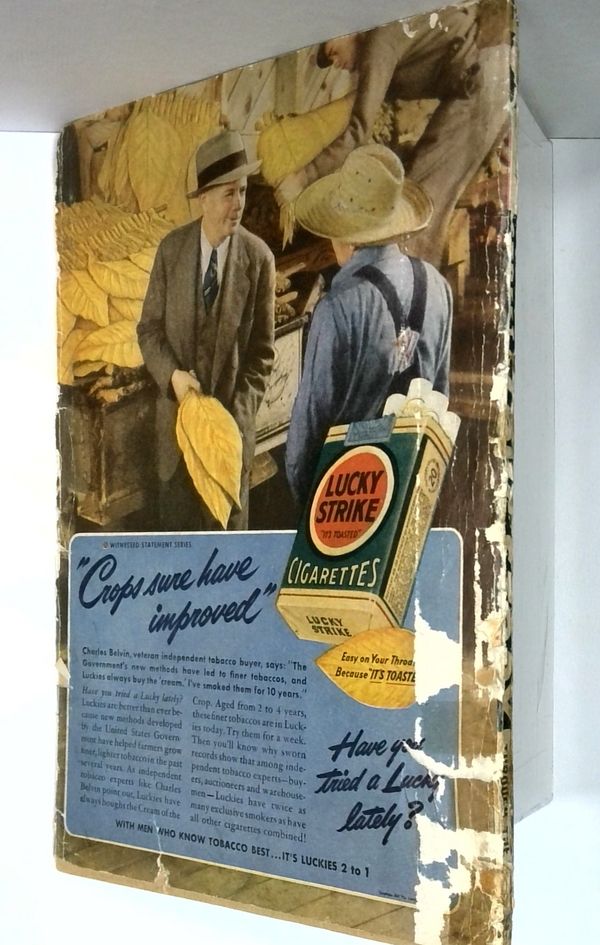 LUCKY
STRIKE
"IT'S TOASTED"
CIGARETTES
LUCKY
STRIKE
20
WITNESSED STATEMENT SERIES
"Crops sure have
improved"
Easy on Your Throat
Because "IT'S TOASTE
Charles Belvin, veteran independent tobacco buyer, says: "The
Government's new methods have led to finer tobaccos, and
Luckies always buy the 'cream.' I've smoked them for 10 years."
Have you tried a Lucky lately?
Luckies are better than ever be-
cause new methods developed
by the United States Govern-
ment have helped farmers grow
finer, lighter tobacco in the past
several years. As independent
tobacco experts like Charles
Belvin point out, Luckies have
always bought the Cream of the
Crop. Aged from 2 to 4 years,
these finer tobaccos are in Luck-
ies today. Try them for a week.
Then you'll know why sworn
records show that among inde-
pendent tobacco experts—buy-
ers, auctioneers and warehouse-
men—Luckies have twice as
many exclusive smokers as have
all other cigarettes combined!
Have you
tried a Lucky
lately?
WITH MEN WHO KNOW TOBACCO BEST...IT'S LUCKIES 2 to 1